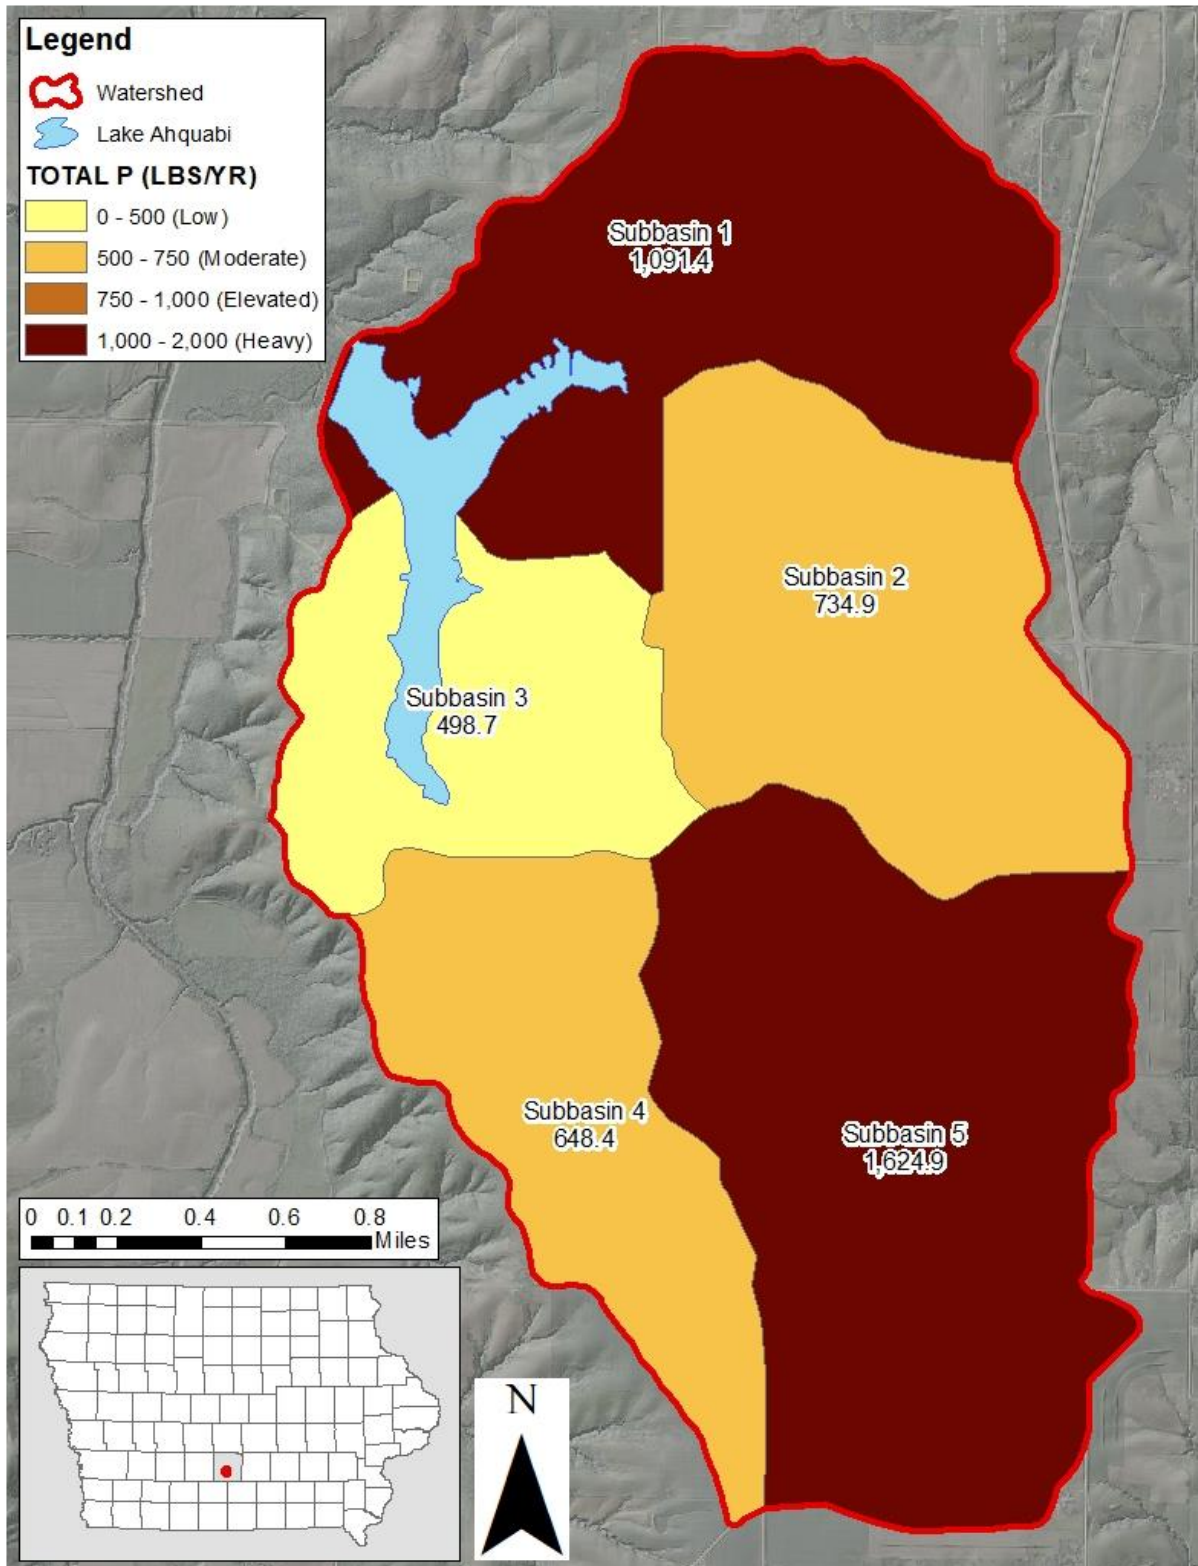 Legend
Watershed
Lake Ahquabi
TOTAL P (LBS/YR)
0 - 500 (Low)
500 - 750 (Moderate)
750 - 1,000 (Elevated)
1,000 - 2,000 (Heavy)
Subbasin 1
1,091.4
Subbasin 2
734.9
Subbasin 3
498.7
Subbasin 4
648.4
Subbasin 5
1,624.9
0 0.1 0.2 0.4 0.6 0.8
Miles
N